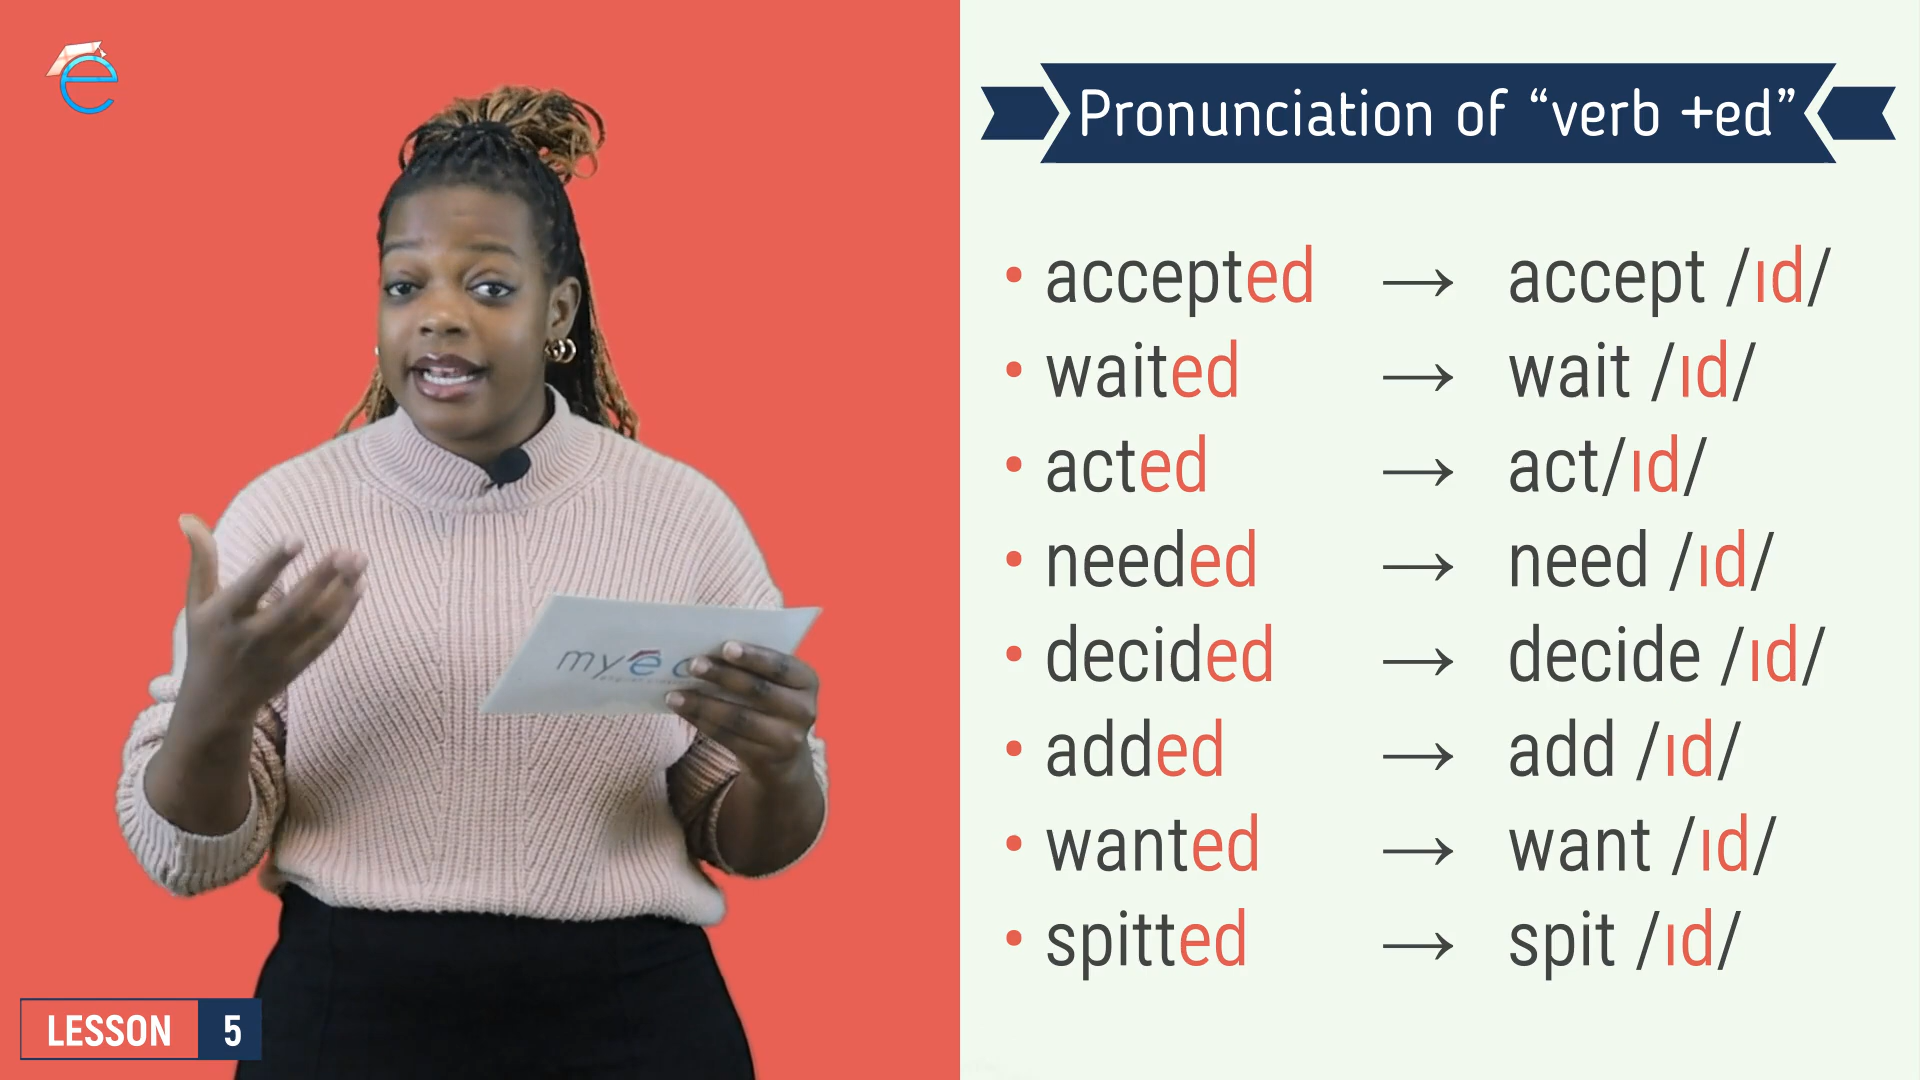 Pronunciation of “verb +ed”
• accepted → accept /ɪd/
• waited → wait /ɪd/
• acted → act/ɪd/
• needed → need /ɪd/
• decided → decide /ɪd/
• added → add /ɪd/
• wanted → want /ɪd/
• spitted → spit /ɪd/
my e
LESSON 5